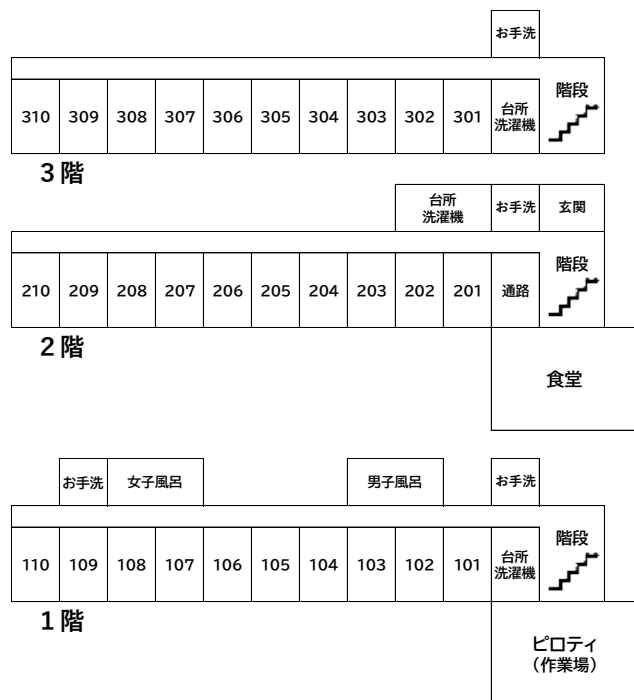 お手洗
310 309 308 307 306 305 304 303 302 301
台所
洗濯機
階段
3階
台所
洗濯機
お手洗
玄関
210 209 208 207 206 205 204 203 202 201
通路
階段
2階
食堂
お手洗
女子風呂
男子風呂
お手洗
110 109 108 107 106 105 104 103 102 101
台所
洗濯機
階段
1階
ピロティ
（作業場）